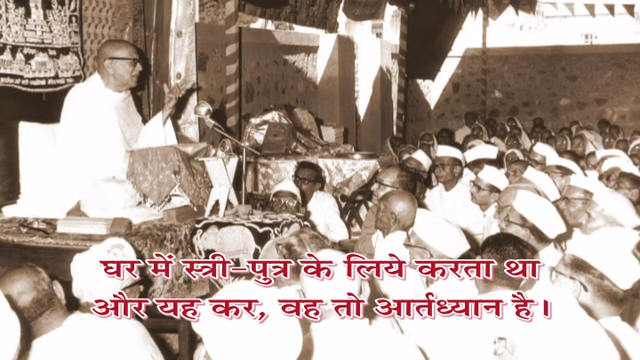 घर में स्त्री-पुत्र के लिये करता था
और यह कर, वह तो आर्तध्यान है।